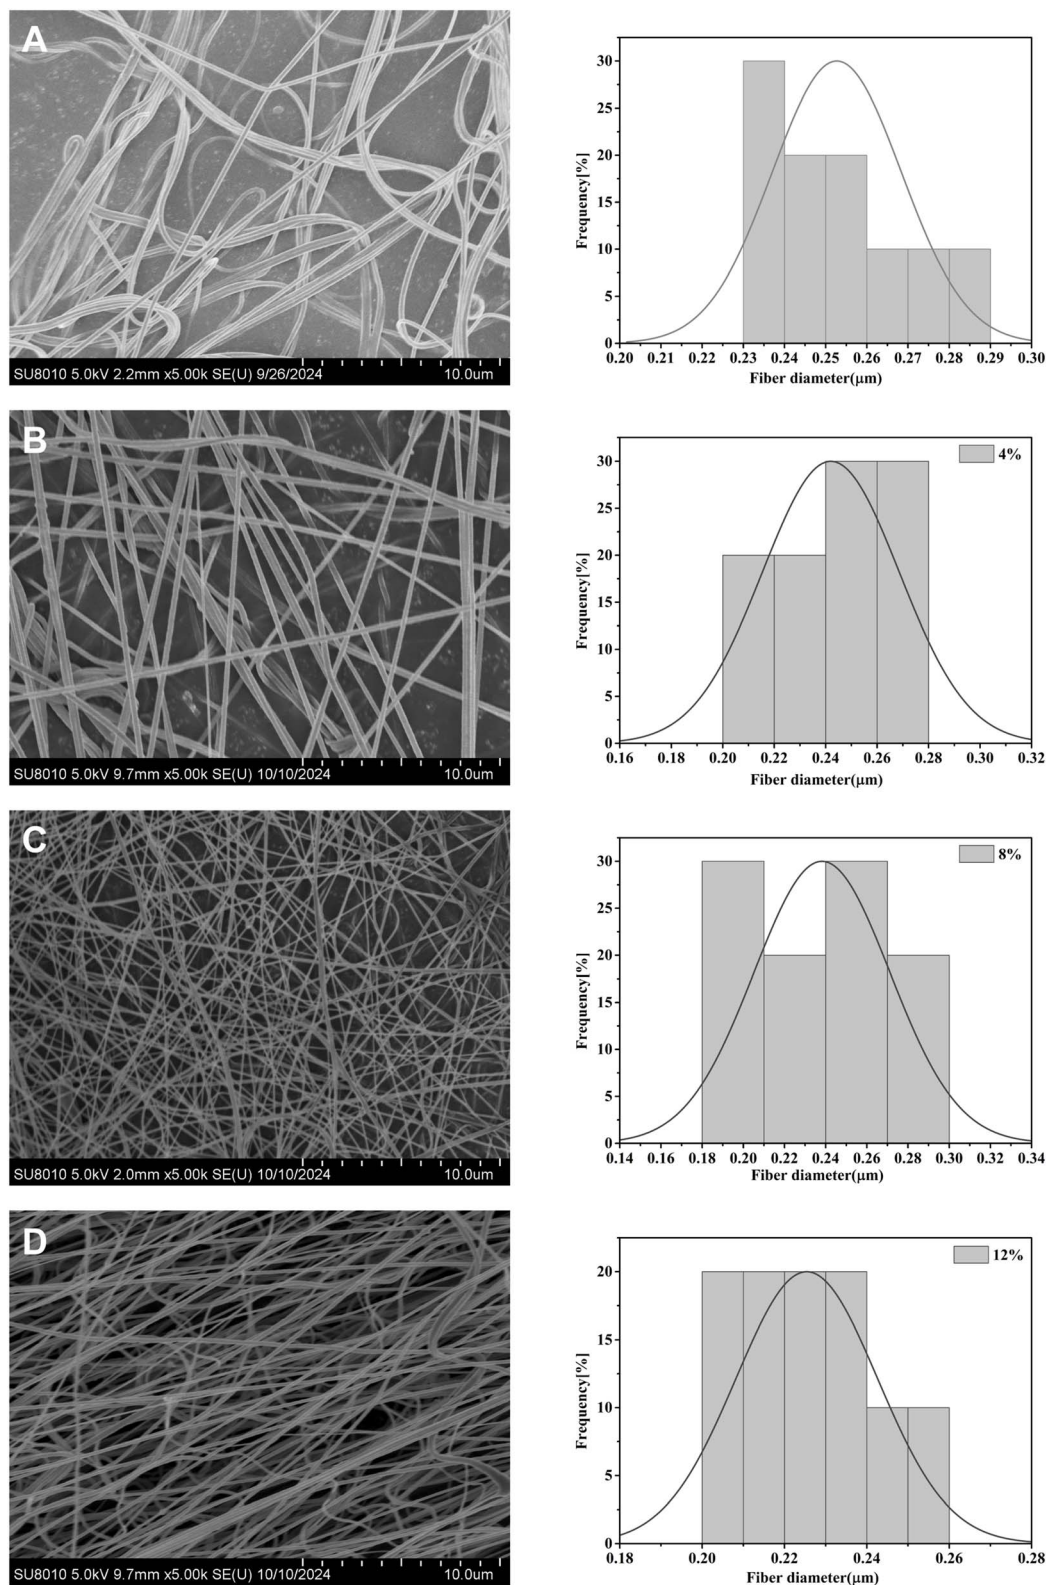 A
SU8010 5.0kV 2.2mm x5.00k SE(U) 9/26/2024
10.0um
Frequency[%]
30
25
20
15
10
5
0
0.20 0.21 0.22 0.23 0.24 0.25 0.26 0.27 0.28 0.29 0.30
Fiber diameter(μm)
B
SU8010 5.0kV 9.7mm x5.00k SE(U) 10/10/2024
10.0um
4%
Frequency[%]
30
25
20
15
10
5
0
0.16 0.18 0.20 0.22 0.24 0.26 0.28 0.30 0.32
Fiber diameter(μm)
C
SU8010 5.0kV 2.0mm x5.00k SE(U) 10/10/2024
10.0um
8%
Frequency[%]
30
25
20
15
10
5
0
0.14 0.16 0.18 0.20 0.22 0.24 0.26 0.28 0.30 0.32 0.34
Fiber diameter(μm)
D
SU8010 5.0kV 9.7mm x5.00k SE(U) 10/10/2024
10.0um
12%
Frequency[%]
20
15
10
5
0
0.18 0.20 0.22 0.24 0.26 0.28
Fiber diameter(μm)